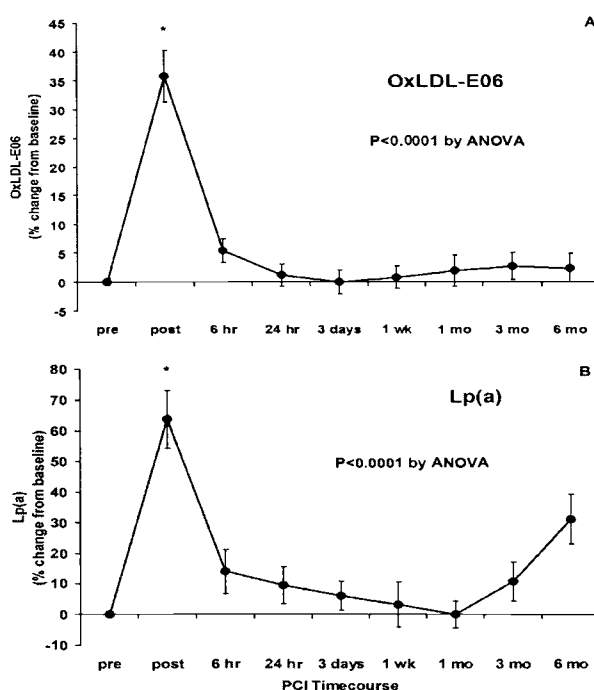 A
*
OxLDL-E06
P<0.0001 by ANOVA
OxLDL-E06
(% change from baseline)
45
40
35
30
25
20
15
10
5
0
-5
pre post 6 hr 24 hr 3 days 1 wk 1 mo 3 mo 6 mo
B
*
Lp(a)
P<0.0001 by ANOVA
Lp(a)
(% change from baseline)
80
70
60
50
40
30
20
10
0
-10
pre post 6 hr 24 hr 3 days 1 wk 1 mo 3 mo 6 mo
PCI Timecourse